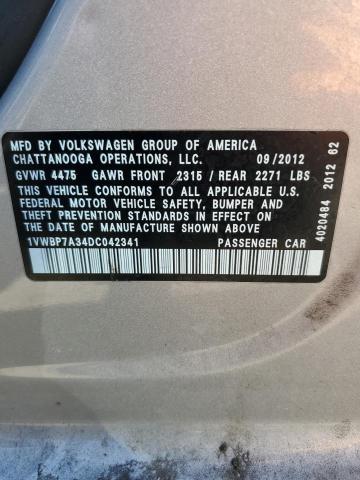 MFD BY VOLKSWAGEN GROUP OF AMERICA
CHATTANOOGA OPERATIONS, LLC. 09/2012
GVWR 4475 GAWR FRONT 2315 / REAR 2271 LBS
THIS VEHICLE CONFORMS TO ALL APPLICABLE U.S.
FEDERAL MOTOR VEHICLE SAFETY, BUMPER AND
THEFT PREVENTION STANDARDS IN EFFECT ON
THE DATE OF MANUFACTURE SHOWN ABOVE
1VWBP7A34DC042341 PASSENGER CAR
4020484 2012 62